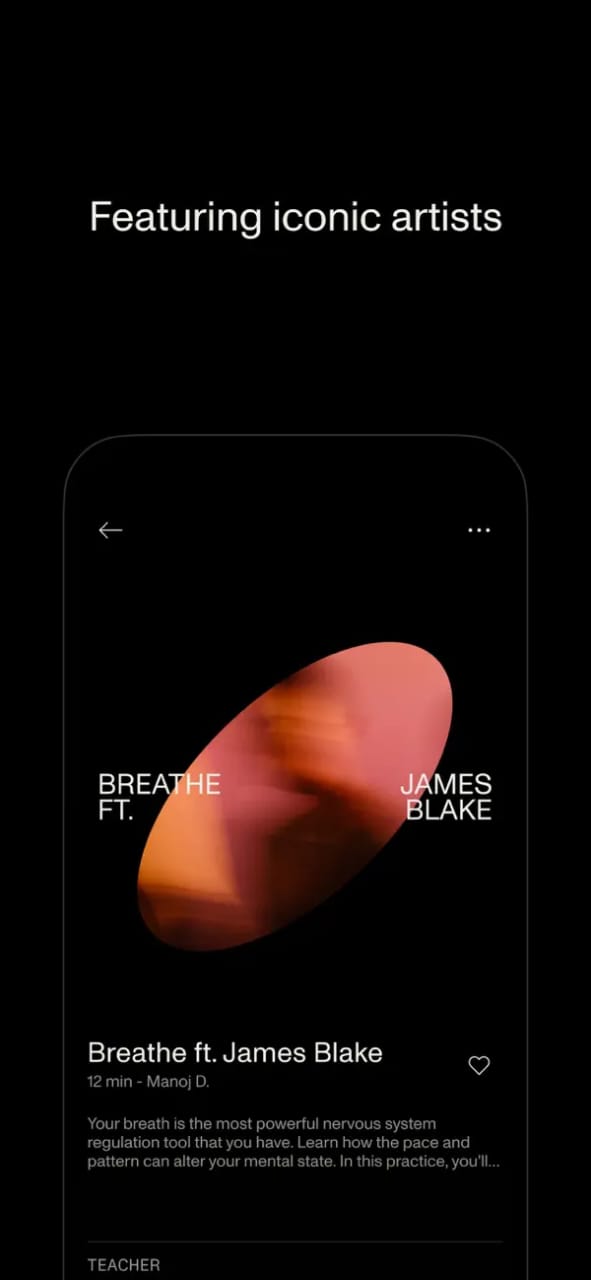 Featuring iconic artists
BREATHE
FT.
JAMES
BLAKE
Breathe ft. James Blake
12 min - Manoj D.
Your breath is the most powerful nervous system
regulation tool that you have. Learn how the pace and
pattern can alter your mental state. In this practice, you'll...
TEACHER